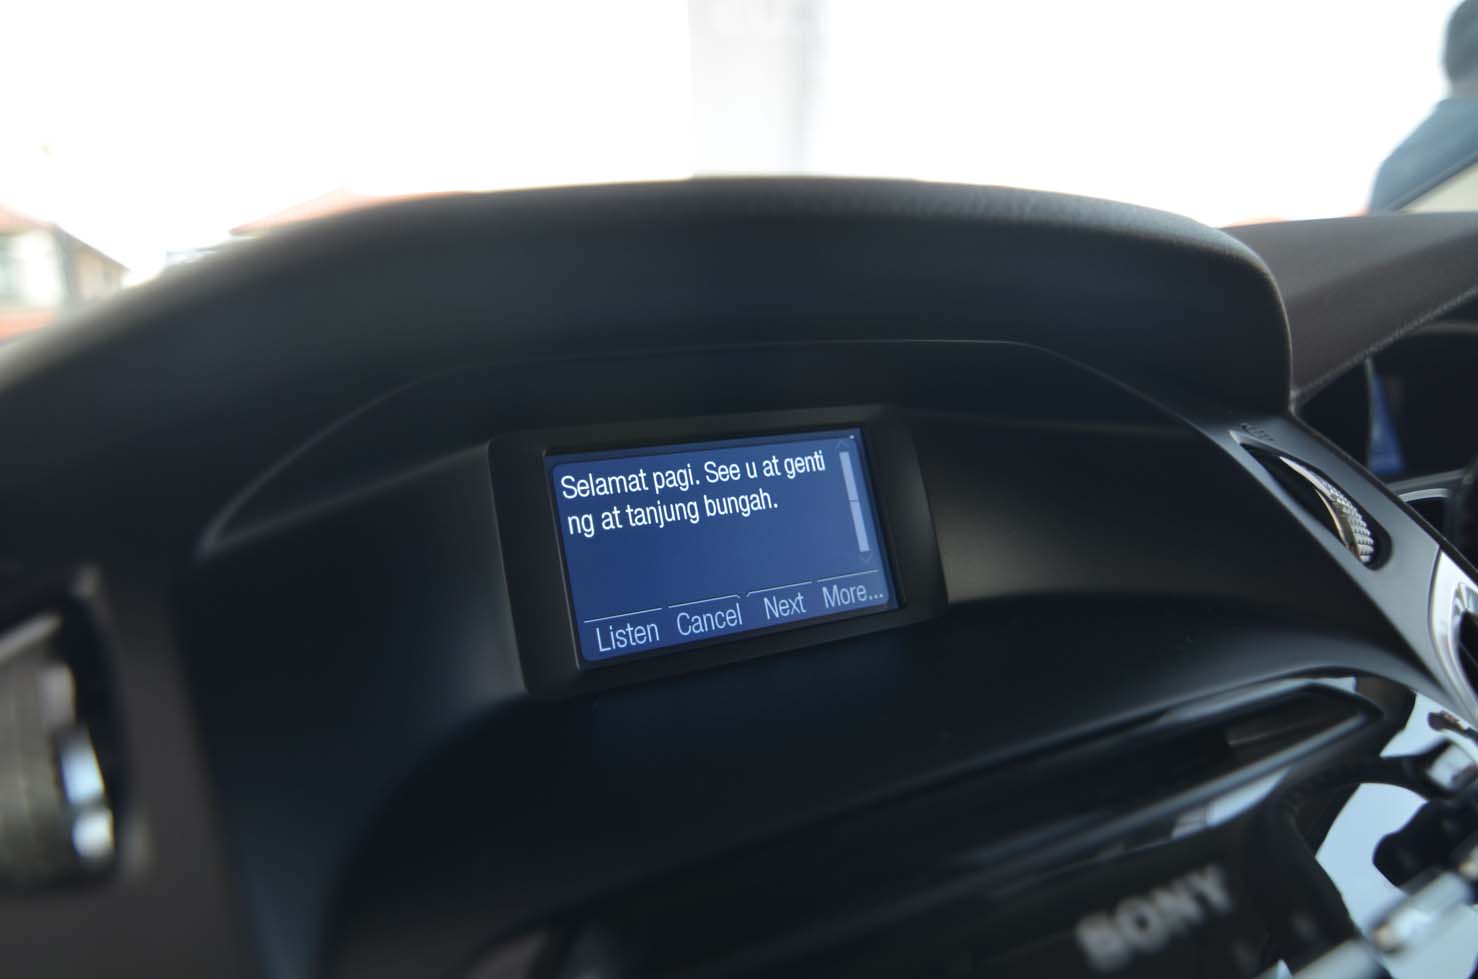 Selamat pagi. See u at genti
ng at tanjung bungah.
Listen Cancel Next More...
SONY